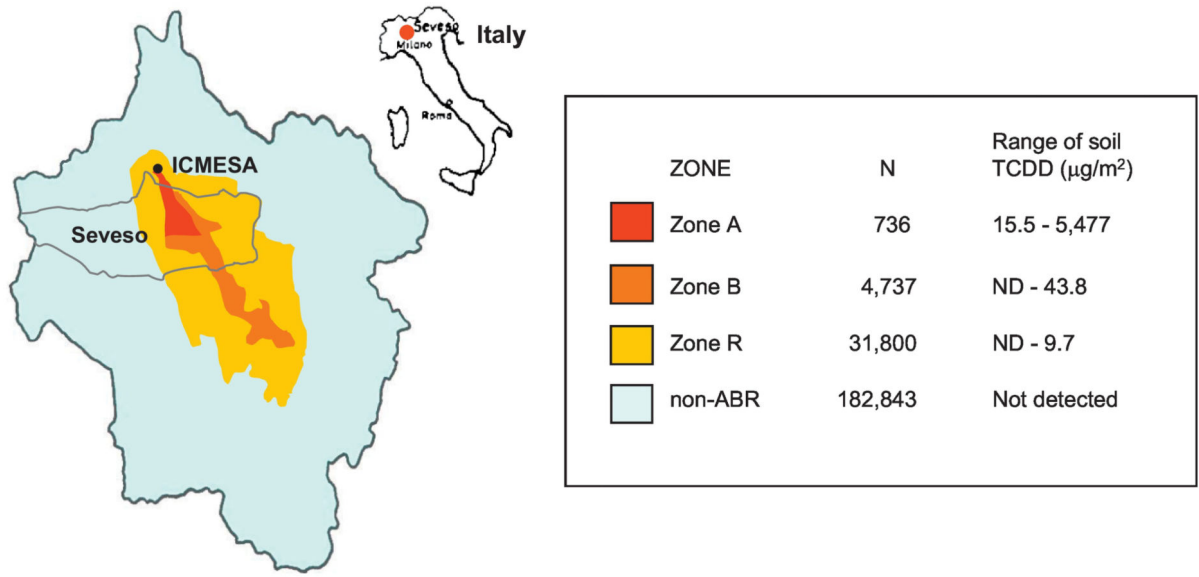 Seveso
Milano
Italy
Roma
ICMESA
Seveso
ZONE N Range of soil
TCDD (μg/m²)
Zone A 736 15.5 - 5,477
Zone B 4,737 ND - 43.8
Zone R 31,800 ND - 9.7
non-ABR 182,843 Not detected